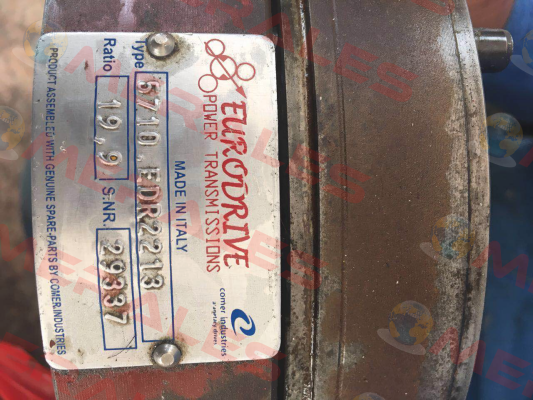 EURODRIVE
POWER TRANSMISSIONS
MADE IN ITALY
comer industries
Type 5710 EDR2213
Ratio 19,9 S:NR. 29337
PRODUCT ASSEMBLED WITH GENUINE SPARE-PARTS BY COMER.INDUSTRIES